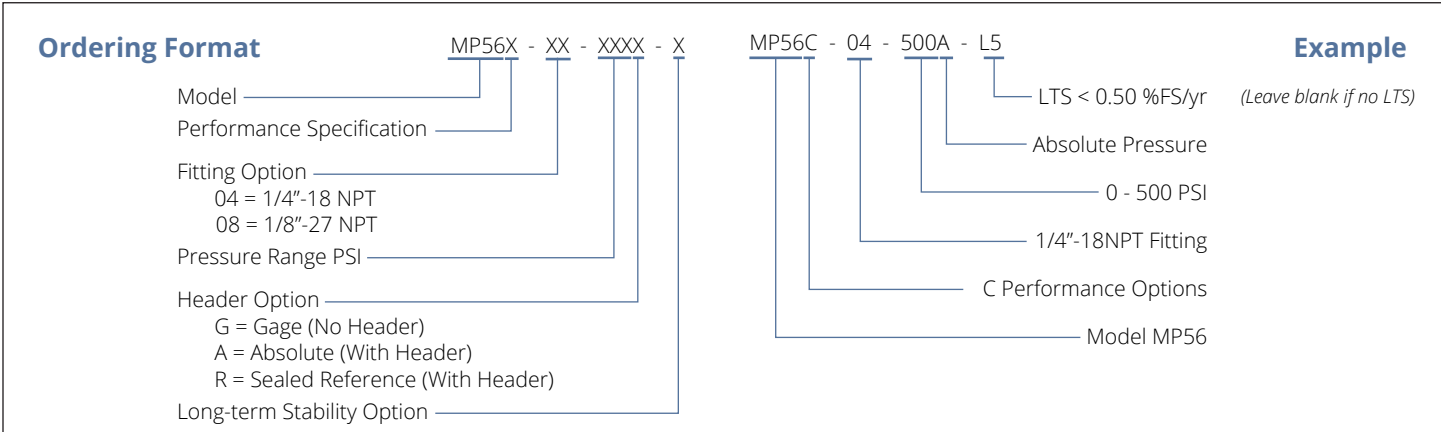 Ordering Format
MP56X - XX - XXXX - X
Model
Performance Specification
Fitting Option
04 = 1/4”-18 NPT
08 = 1/8”-27 NPT
Pressure Range PSI
Header Option
G = Gage (No Header)
A = Absolute (With Header)
R = Sealed Reference (With Header)
Long-term Stability Option
MP56C - 04 - 500A - L5
Example
LTS < 0.50 %FS/yr
(Leave blank if no LTS)
Absolute Pressure
0 - 500 PSI
1/4”-18NPT Fitting
C Performance Options
Model MP56